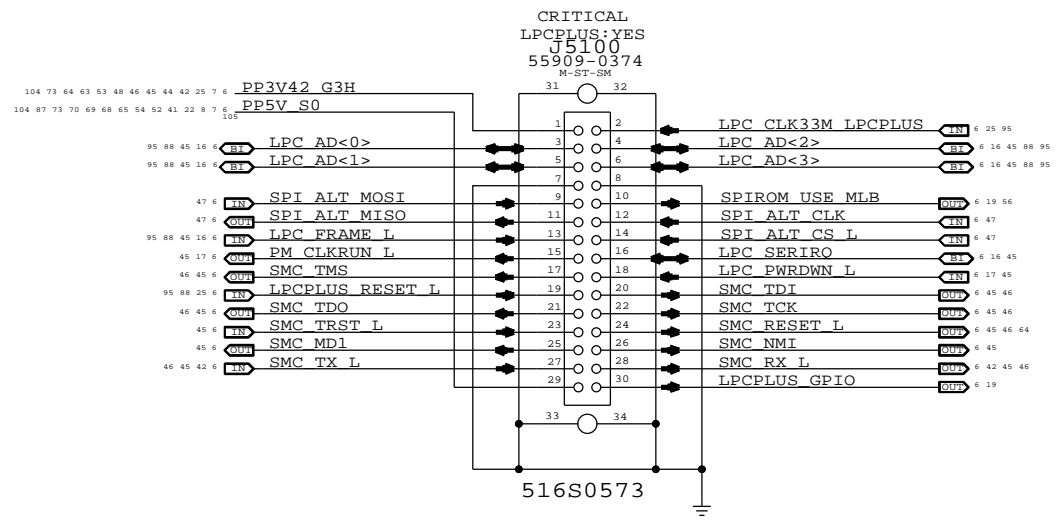 CRITICAL
LPCPLUS:YES
J5100
55909-0374
M-ST-SM
31 32
104 73 64 63 53 48 46 45 44 42 25 7 6 PP3V42_G3H
104 87 73 70 69 68 65 54 52 41 22 8 7 6 PP5V_S0
105
1 2 LPC_CLK33M_LPCPLUS IN 6 25 95
95 88 45 16 6 BI LPC_AD<0> 3 4 LPC_AD<2> BI 6 16 45 88 95
95 88 45 16 6 BI LPC_AD<1> 5 6 LPC_AD<3> BI 6 16 45 88 95
7 8
47 6 IN SPI_ALT_MOSI 9 10 SPIROM_USE_MLB OUT 6 19 56
47 6 OUT SPI_ALT_MISO 11 12 SPI_ALT_CLK IN 6 47
95 88 45 16 6 IN LPC_FRAME_L 13 14 SPI_ALT_CS_L IN 6 47
45 17 6 OUT PM_CLKRUN_L 15 16 LPC_SERIRQ BI 6 16 45
46 45 6 OUT SMC_TMS 17 18 LPC_PWRDWN_L IN 6 17 45
95 88 25 6 IN LPCPLUS_RESET_L 19 20 SMC_TDI OUT 6 45 46
46 45 6 OUT SMC_TDO 21 22 SMC_TCK OUT 6 45 46
45 6 IN SMC_TRST_L 23 24 SMC_RESET_L OUT 6 45 46 64
45 6 OUT SMC_MD1 25 26 SMC_NMI OUT 6 45
46 45 42 6 IN SMC_TX_L 27 28 SMC_RX_L OUT 6 42 45 46
29 30 LPCPLUS_GPIO OUT 6 19
33 34
516S0573